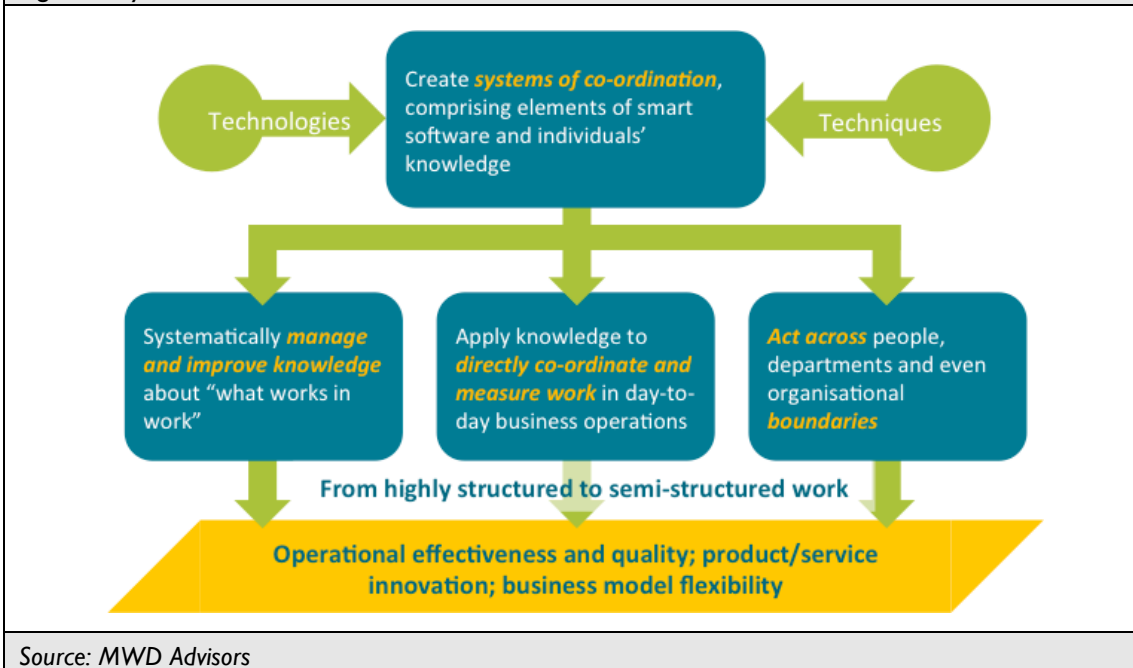 Create systems of co-ordination,
comprising elements of smart
software and individuals'
knowledge
Technologies
Techniques
Systematically manage
and improve knowledge
about “what works in
work”
Apply knowledge to
directly co-ordinate and
measure work in day-to-
day business operations
Act across people,
departments and even
organisational
boundaries
From highly structured to semi-structured work
Operational effectiveness and quality; product/service
innovation; business model flexibility
Source: MWD Advisors